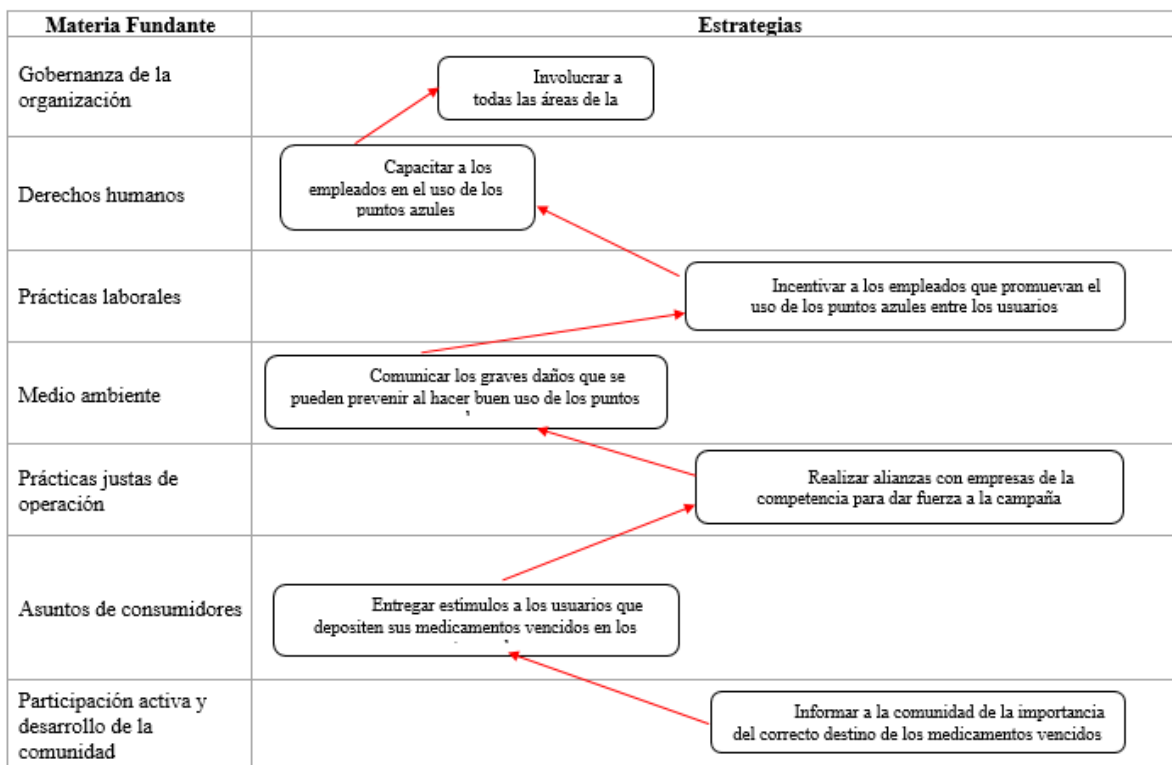 Materia Fundante
Estrategias
Gobernanza de la
organización
Involucrar a
todas las áreas de la
Derechos humanos
Capacitar a los
empleados en el uso de los
puntos azules
Prácticas laborales
Incentivar a los empleados que promuevan el
uso de los puntos azules entre los usuarios
Medio ambiente
Comunicar los graves daños que se
pueden prevenir al hacer buen uso de los puntos
Prácticas justas de
operación
Realizar alianzas con empresas de la
competencia para dar fuerza a la campaña
Asuntos de consumidores
Entregar estímulos a los usuarios que
depositen sus medicamentos vencidos en los
Participación activa y
desarrollo de la
comunidad
Informar a la comunidad de la importancia
del correcto destino de los medicamentos vencidos